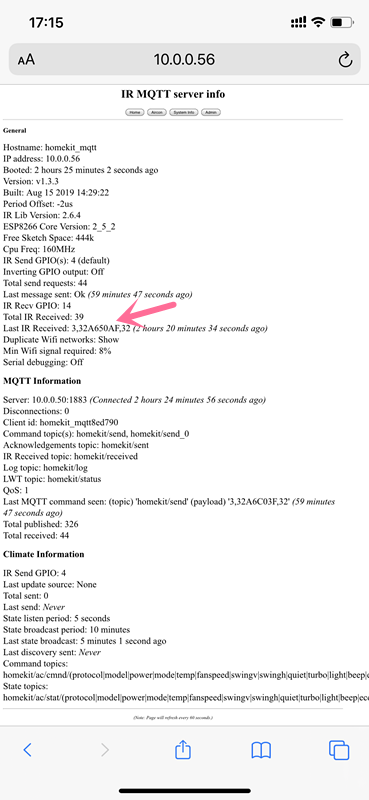 17:15
AA
10.0.0.56
IR MQTT server info
Home Aircon System Info Admin
General
Hostname: homekit_mqtt
IP address: 10.0.0.56
Booted: 2 hours 25 minutes 2 seconds ago
Version: v1.3.3
Built: Aug 15 2019 14:29:22
Period Offset: -2us
IR Lib Version: 2.6.4
ESP8266 Core Version: 2_5_2
Free Sketch Space: 444k
Cpu Freq: 160MHz
IR Send GPIO(s): 4 (default)
Inverting GPIO output: Off
Total send requests: 44
Last message sent: Ok (59 minutes 47 seconds ago)
IR Recv GPIO: 14
Total IR Received: 39
Last IR Received: 3,32A650AF,32 (2 hours 20 minutes 34 seconds ago)
Duplicate Wifi networks: Show
Min Wifi signal required: 8%
Serial debugging: Off
MQTT Information
Server: 10.0.0.50:1883 (Connected 2 hours 24 minutes 56 seconds ago)
Disconnections: 0
Client id: homekit_mqtt8ed790
Command topic(s): homekit/send, homekit/send_0
Acknowledgements topic: homekit/sent
IR Received topic: homekit/received
Log topic: homekit/log
LWT topic: homekit/status
QoS: 1
Last MQTT command seen: (topic) 'homekit/send' (payload) '3,32A6C03F,32' (59 minutes
47 seconds ago)
Total published: 326
Total received: 44
Climate Information
IR Send GPIO: 4
Last update source: None
Total sent: 0
Last send: Never
State listen period: 5 seconds
State broadcast period: 10 minutes
Last state broadcast: 5 minutes 1 second ago
Last discovery sent: Never
Command topics:
homekit/ac/cmnd/(protocol|model|power|mode|temp|fanspeed|swingv|swingh|quiet|turbo|light|beep|e
State topics:
homekit/ac/stat/(protocol|model|power|mode|temp|fanspeed|swingv|swingh|quiet|turbo|light|beep|ec
(Note: Page will refresh every 60 seconds.)